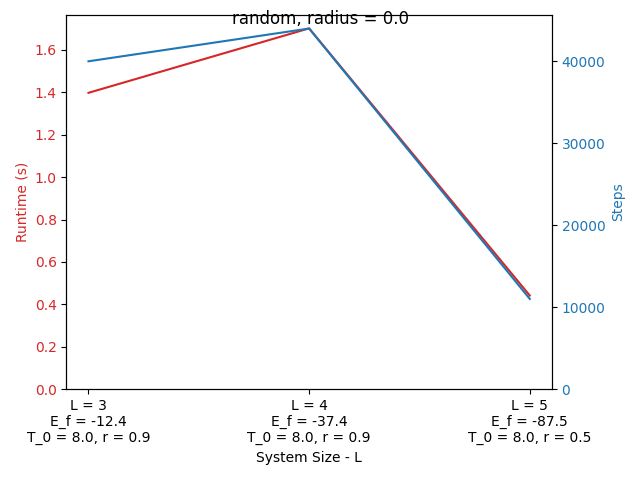 random, radius = 0.0
Runtime (s)
1.6
1.4
1.2
1.0
0.8
0.6
0.4
0.2
0.0
40000
30000
20000
10000
0
Steps
L = 3
E_f = -12.4
T_0 = 8.0, r = 0.9
L = 4
E_f = -37.4
T_0 = 8.0, r = 0.9
L = 5
E_f = -87.5
T_0 = 8.0, r = 0.5
System Size - L